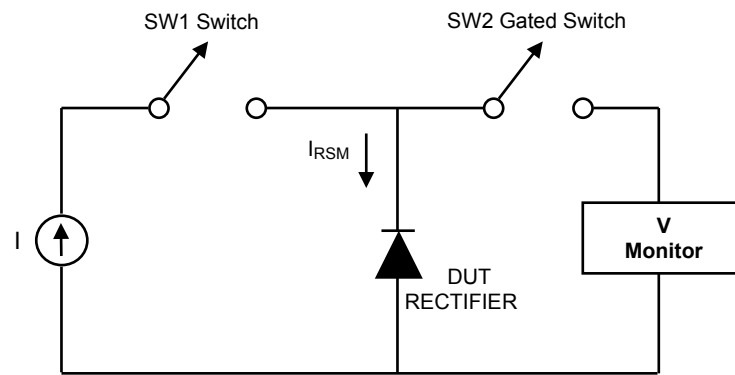 SW1 Switch
SW2 Gated Switch
IRSM
I
V
Monitor
DUT
RECTIFIER